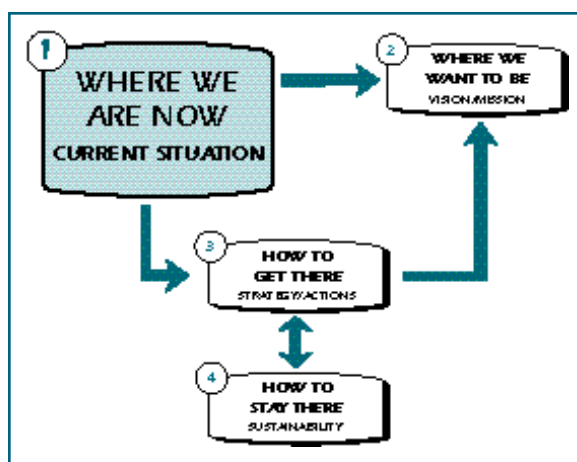 1
WHERE WE
ARE NOW
CURRENT SITUATION
2
WHERE WE
WANT TO BE
VISION/MISSION
3
HOW TO
GET THERE
STRATEGY/ACTIONS
4
HOW TO
STAY THERE
SUSTAINABILITY